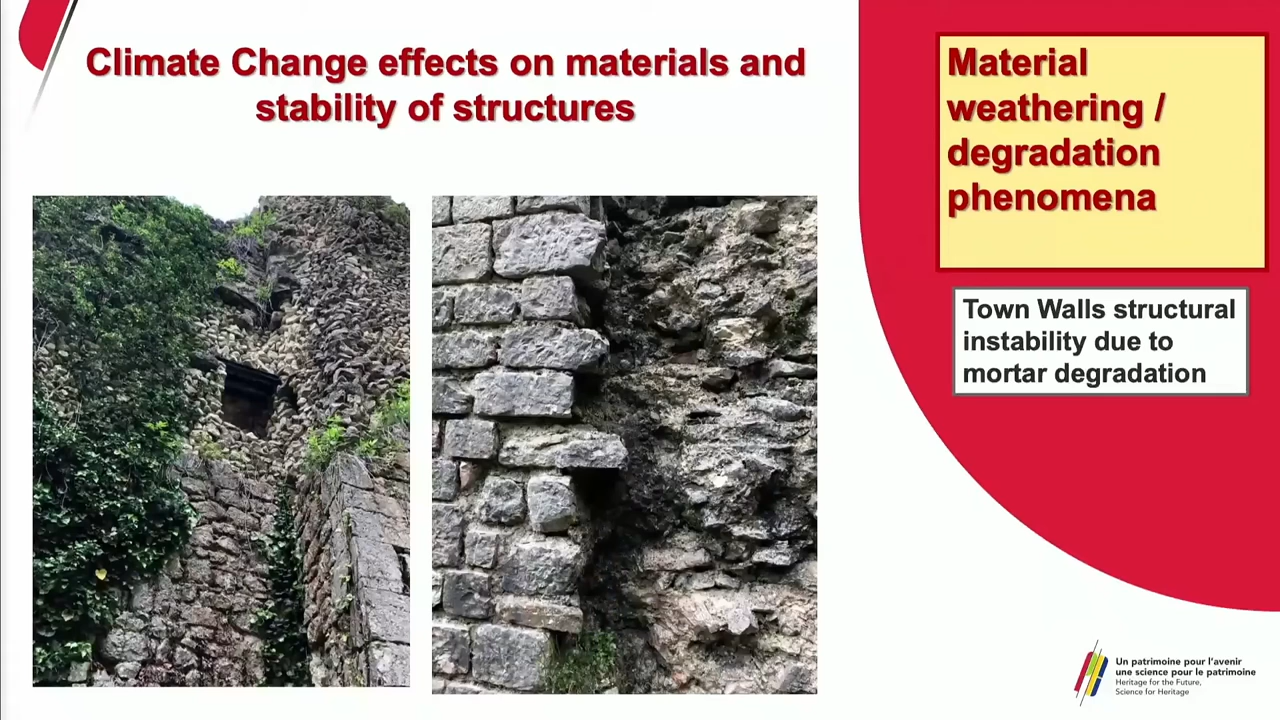 Climate Change effects on materials and
stability of structures
Material
weathering /
degradation
phenomena
Town Walls structural
instability due to
mortar degradation
Un patrimoine pour l'avenir
une science pour le patrimoine
Heritage for the Future,
Science for Heritage